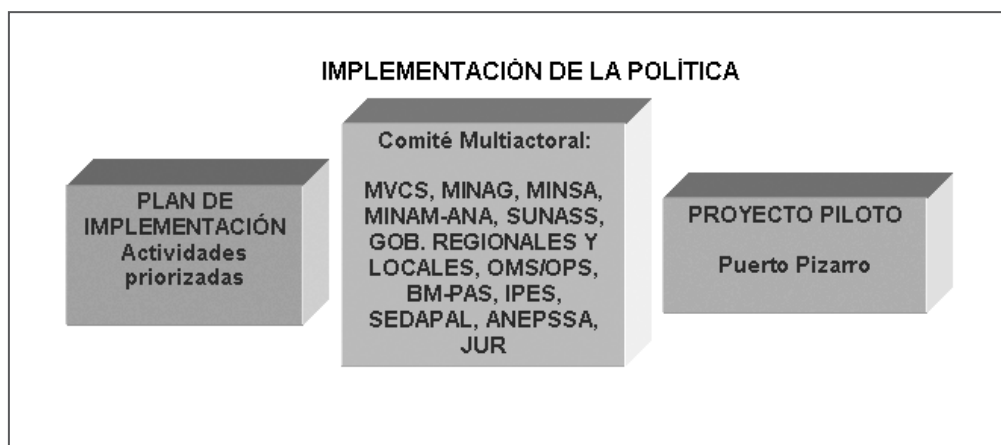 IMPLEMENTACIÓN DE LA POLÍTICA
PLAN DE
IMPLEMENTACIÓN
Actividades
priorizadas
Comité Multiactoral:
MVCS, MINAG, MINSA,
MINAM-ANA, SUNASS,
GOB. REGIONALES Y
LOCALES, OMS/OPS,
BM-PAS, IPES,
SEDAPAL, ANEPSSA,
JUR
PROYECTO PILOTO
Puerto Pizarro